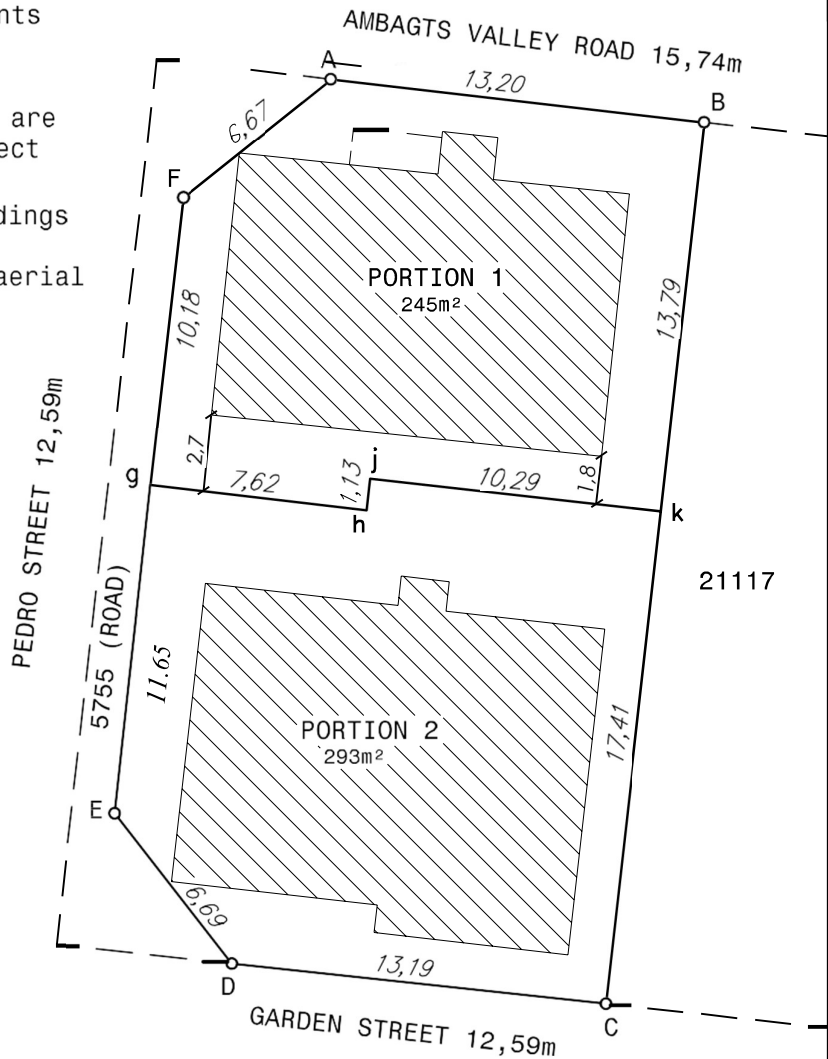 nts
AMBAGTS VALLEY ROAD 15,74m
A
13,20
B
are
ect
6,67
F
dings
aerial
PORTION 1
245m²
10,18
13,79
PEDRO STREET 12,59m
2,7
g
7,62
1,13
j
h
10,29
1,8
k
21117
5755 (ROAD)
11.65
PORTION 2
293m²
17,41
E
6,69
D
13,19
C
GARDEN STREET 12,59m